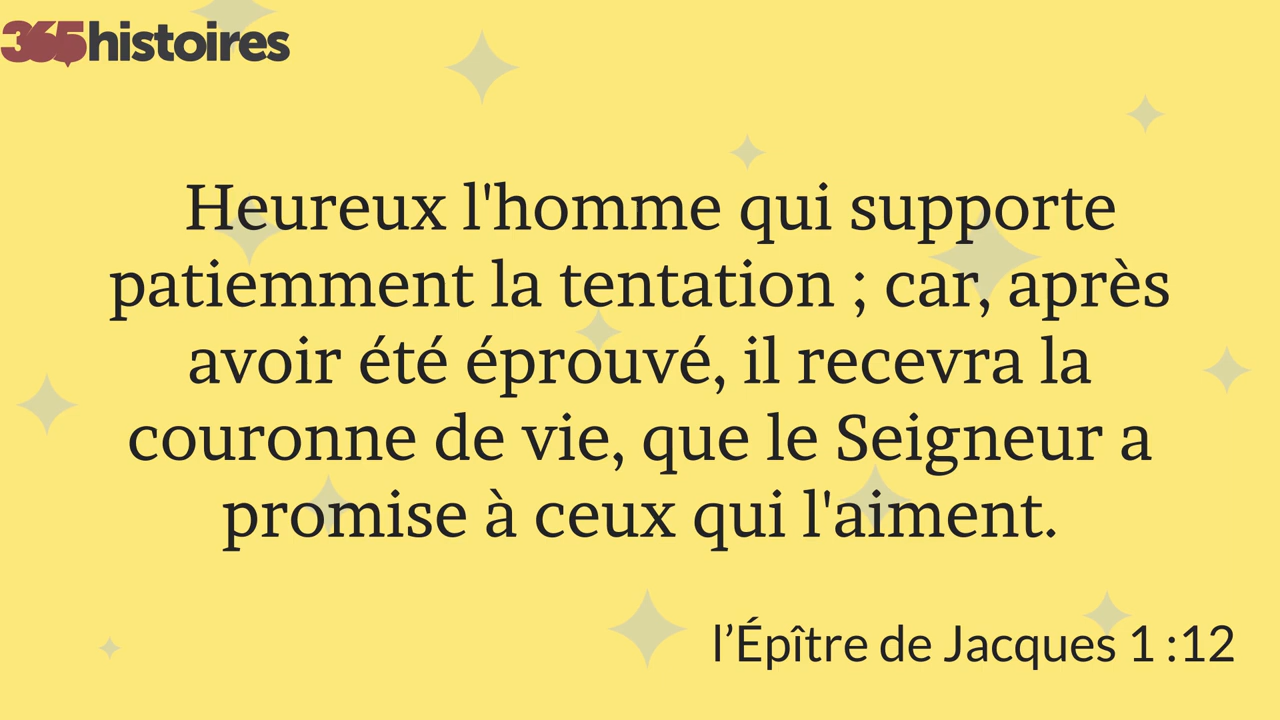 365histoires
Heureux l'homme qui supporte
patiemment la tentation ; car, après
avoir été éprouvé, il recevra la
couronne de vie, que le Seigneur a
promise à ceux qui l'aiment.
l’Épître de Jacques 1 :12